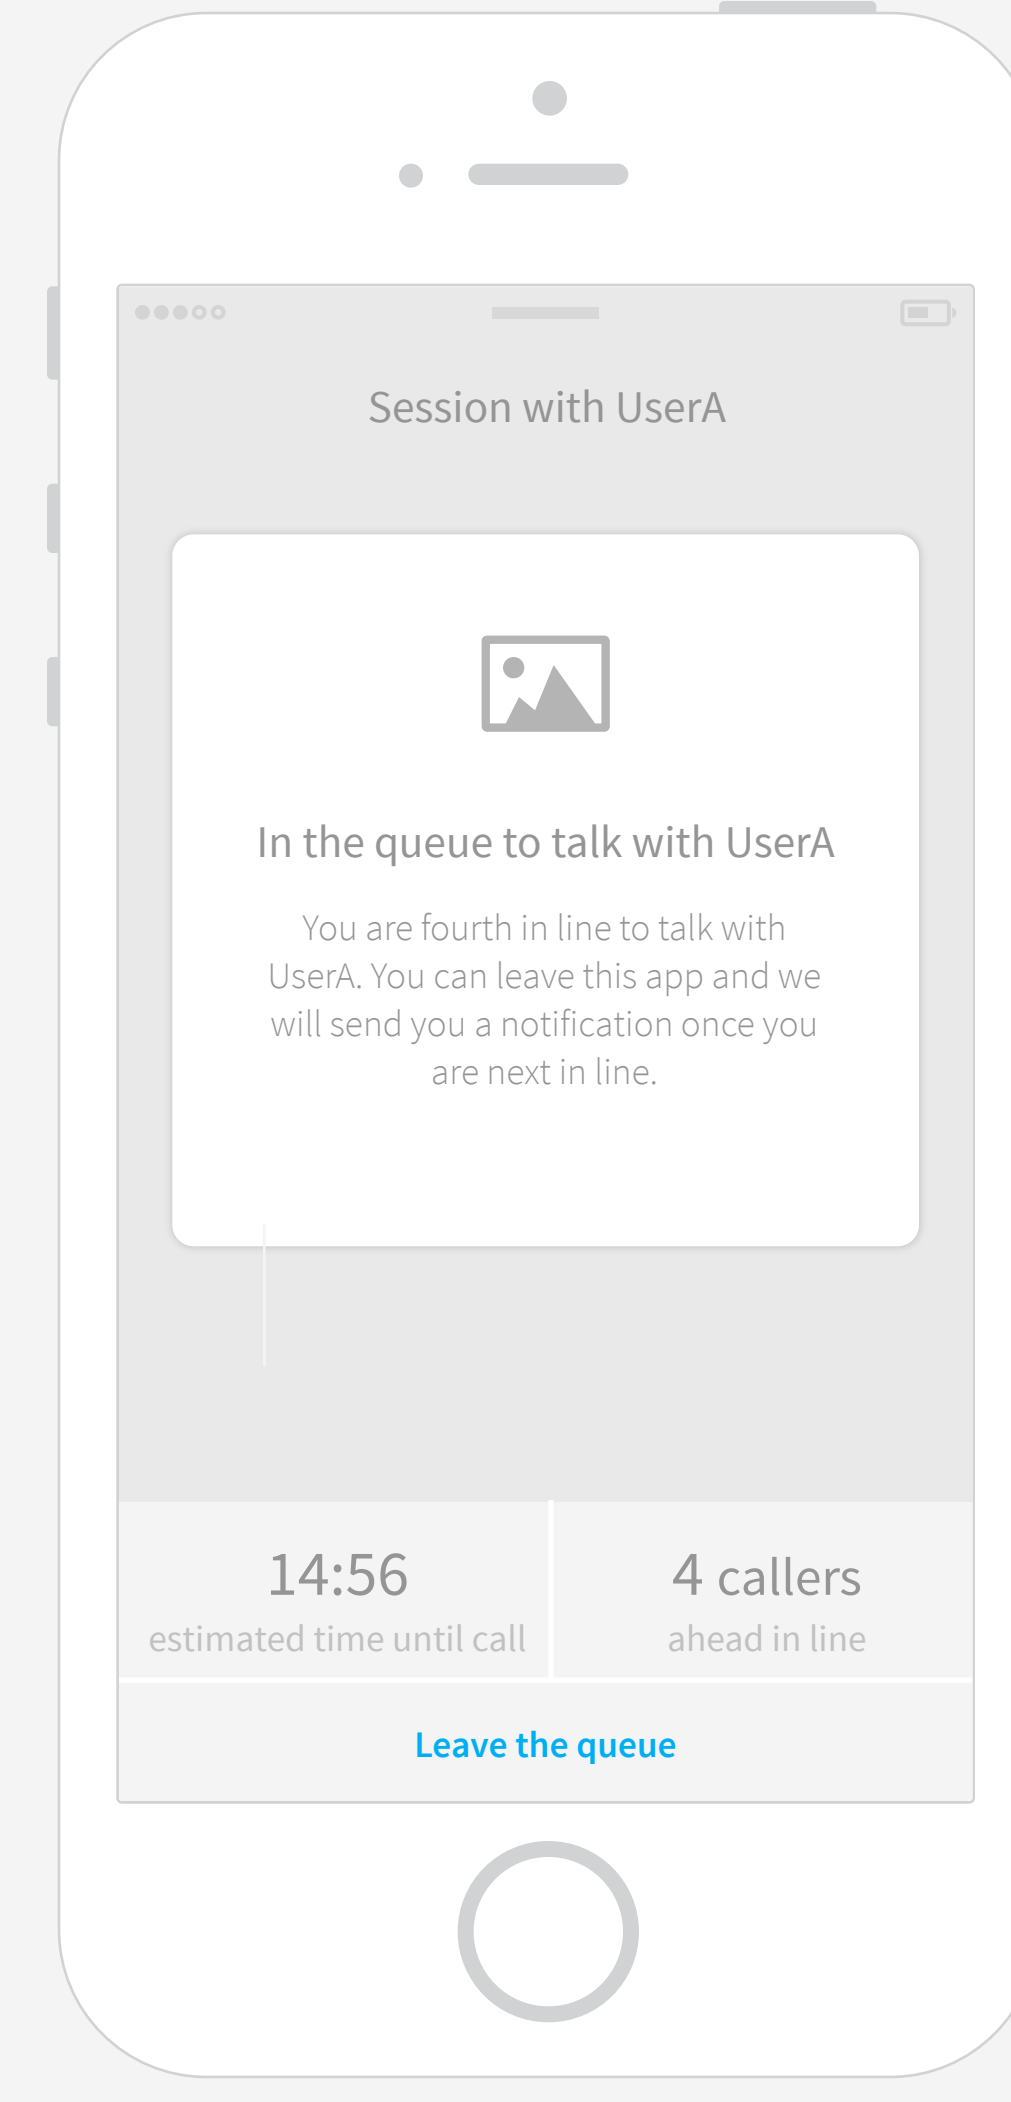 Session with UserA
In the queue to talk with UserA
You are fourth in line to talk with
UserA. You can leave this app and we
will send you a notification once you
are next in line.
14:56
estimated time until call
4 callers
ahead in line
Leave the queue